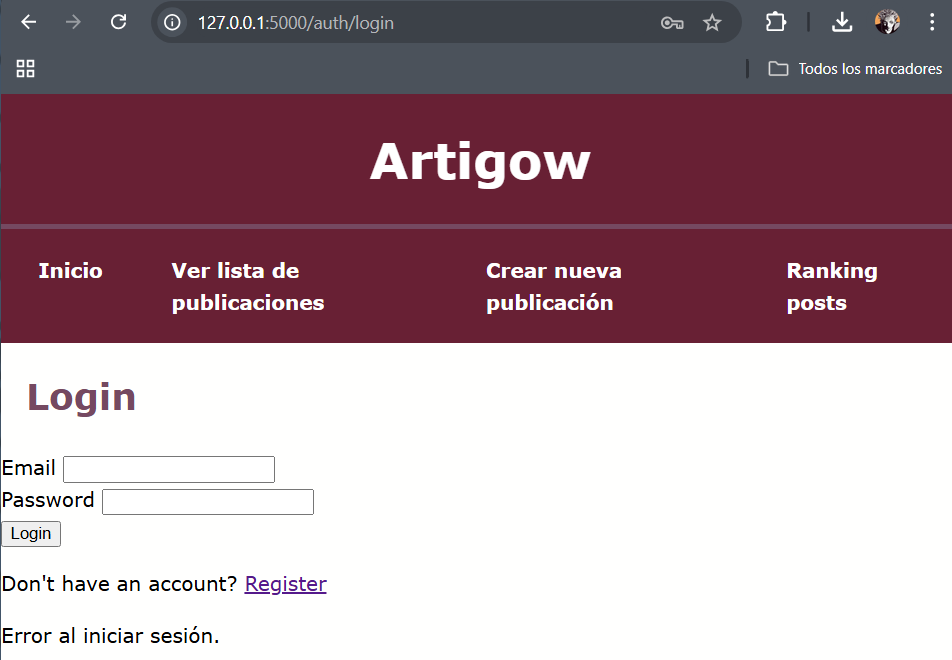 127.0.0.1:5000/auth/login
Todos los marcadores
Artigow
Inicio
Ver lista de
publicaciones
Crear nueva
publicación
Ranking
posts
Login
Email
Password
Login
Don't have an account? Register
Error al iniciar sesión.